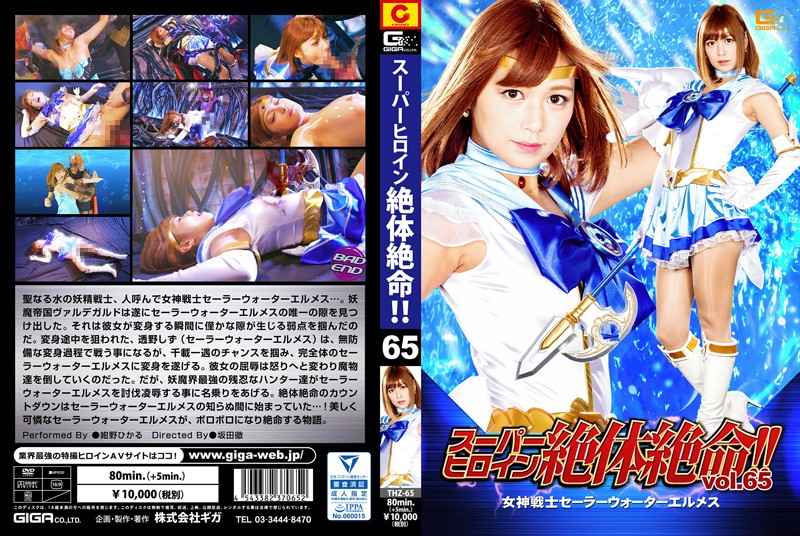 BAD
END
聖なる水の妖精戦士、人呼んで女神戦士セーラーウォーターエルメス…。妖
魔帝国ヴァルデガルドは遂にセーラーウォーターエルメスの唯一の隙を見つ
け出した。それは彼女が変身する瞬間に僅かな隙が生じる弱点を掴んだの
だ。変身途中を狙われた、透野しず（セーラーウォーターエルメス）は、無防
備な変身過程で戦う事になるが、千載一遇のチャンスを掴み、完全体のセー
ラーウォーターエルメスに変身を遂げる。彼女の屈辱は怒りへと変わり魔物
達を倒していくのだった。だが、妖魔界最強の残忍なハンター達がセーラー
ウォーターエルメスを討伐凌辱する事に名乗りをあげる。絶体絶命のカウン
トダウンはセーラーウォーターエルメスの知らぬ間に始まっていた…！美しく
可憐なセーラーウォーターエルメスが、ボロボロになり絶命する物語。
Performed By ●紺野ひかる Directed By●坂田徹
業界最強の特撮ヒロインAVサイトはココ！ www.giga-web.jp/
DVD
16:9
80min.(+5min.)
￥10,000(税別)
4 543382 370652
審査済証
成人指定
IPPA
No.060015
GIGA CO.,LTD. 企画・製作・著作 株式会社ギガ TEL 03-3444-8470
GIGA CO.,LTD.
スーパーヒロイン絶体絶命!!
65
THZ-65
80min.
(+5min.)
￥10,000
(税別)
GIGA
スーパー
ヒロイン絶体絶命!!
vol.65
女神戦士セーラーウォーターエルメス